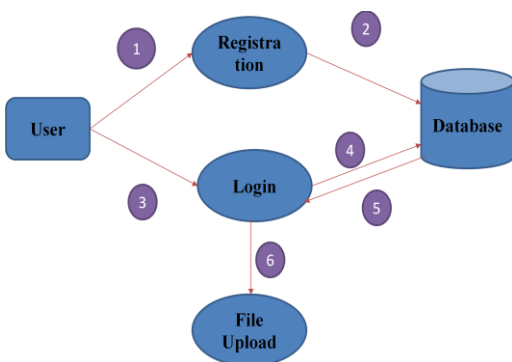 2
1
Registra
tion
User
Database
4
Login
3
5
6
File
Upload